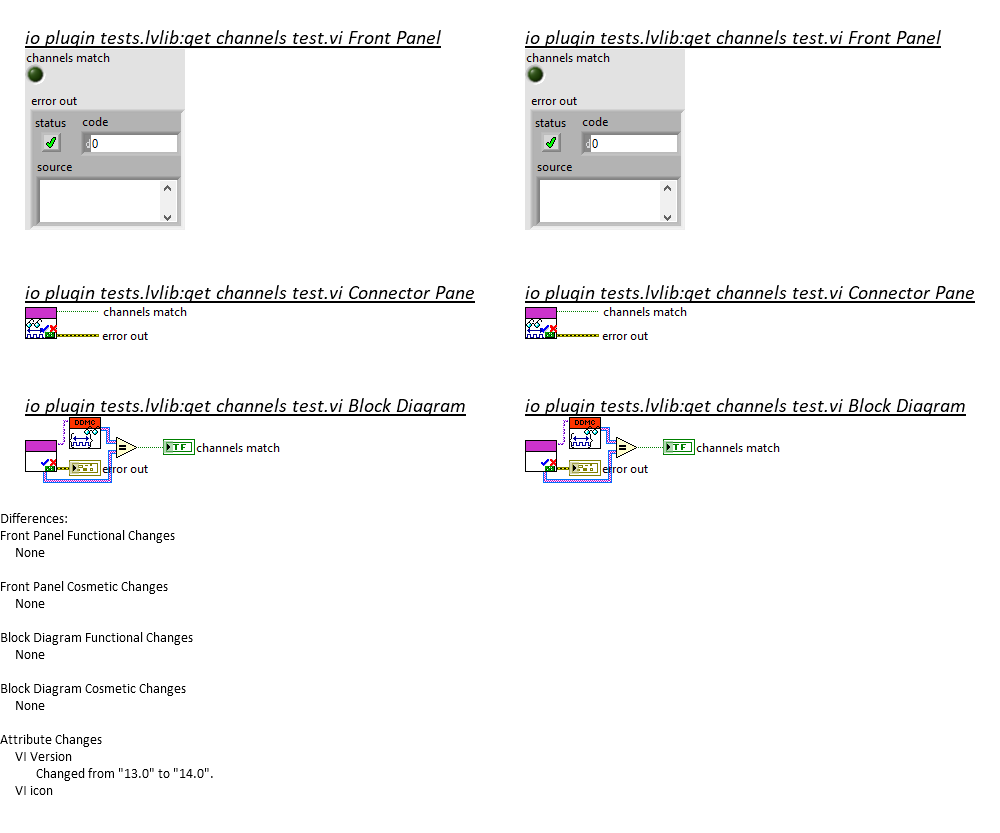 io plugin tests.lvlib:get channels test.vi Front Panel
channels match
error out
status code
0
source
io plugin tests.lvlib:get channels test.vi Connector Pane
channels match
error out
io plugin tests.lvlib:get channels test.vi Block Diagram
DDMC
TF
channels match
error out
io plugin tests.lvlib:get channels test.vi Front Panel
channels match
error out
status code
0
source
io plugin tests.lvlib:get channels test.vi Connector Pane
channels match
error out
io plugin tests.lvlib:get channels test.vi Block Diagram
DDMC
TF
channels match
error out
Differences:
Front Panel Functional Changes
None
Front Panel Cosmetic Changes
None
Block Diagram Functional Changes
None
Block Diagram Cosmetic Changes
None
Attribute Changes
VI Version
Changed from "13.0" to "14.0".
VI icon